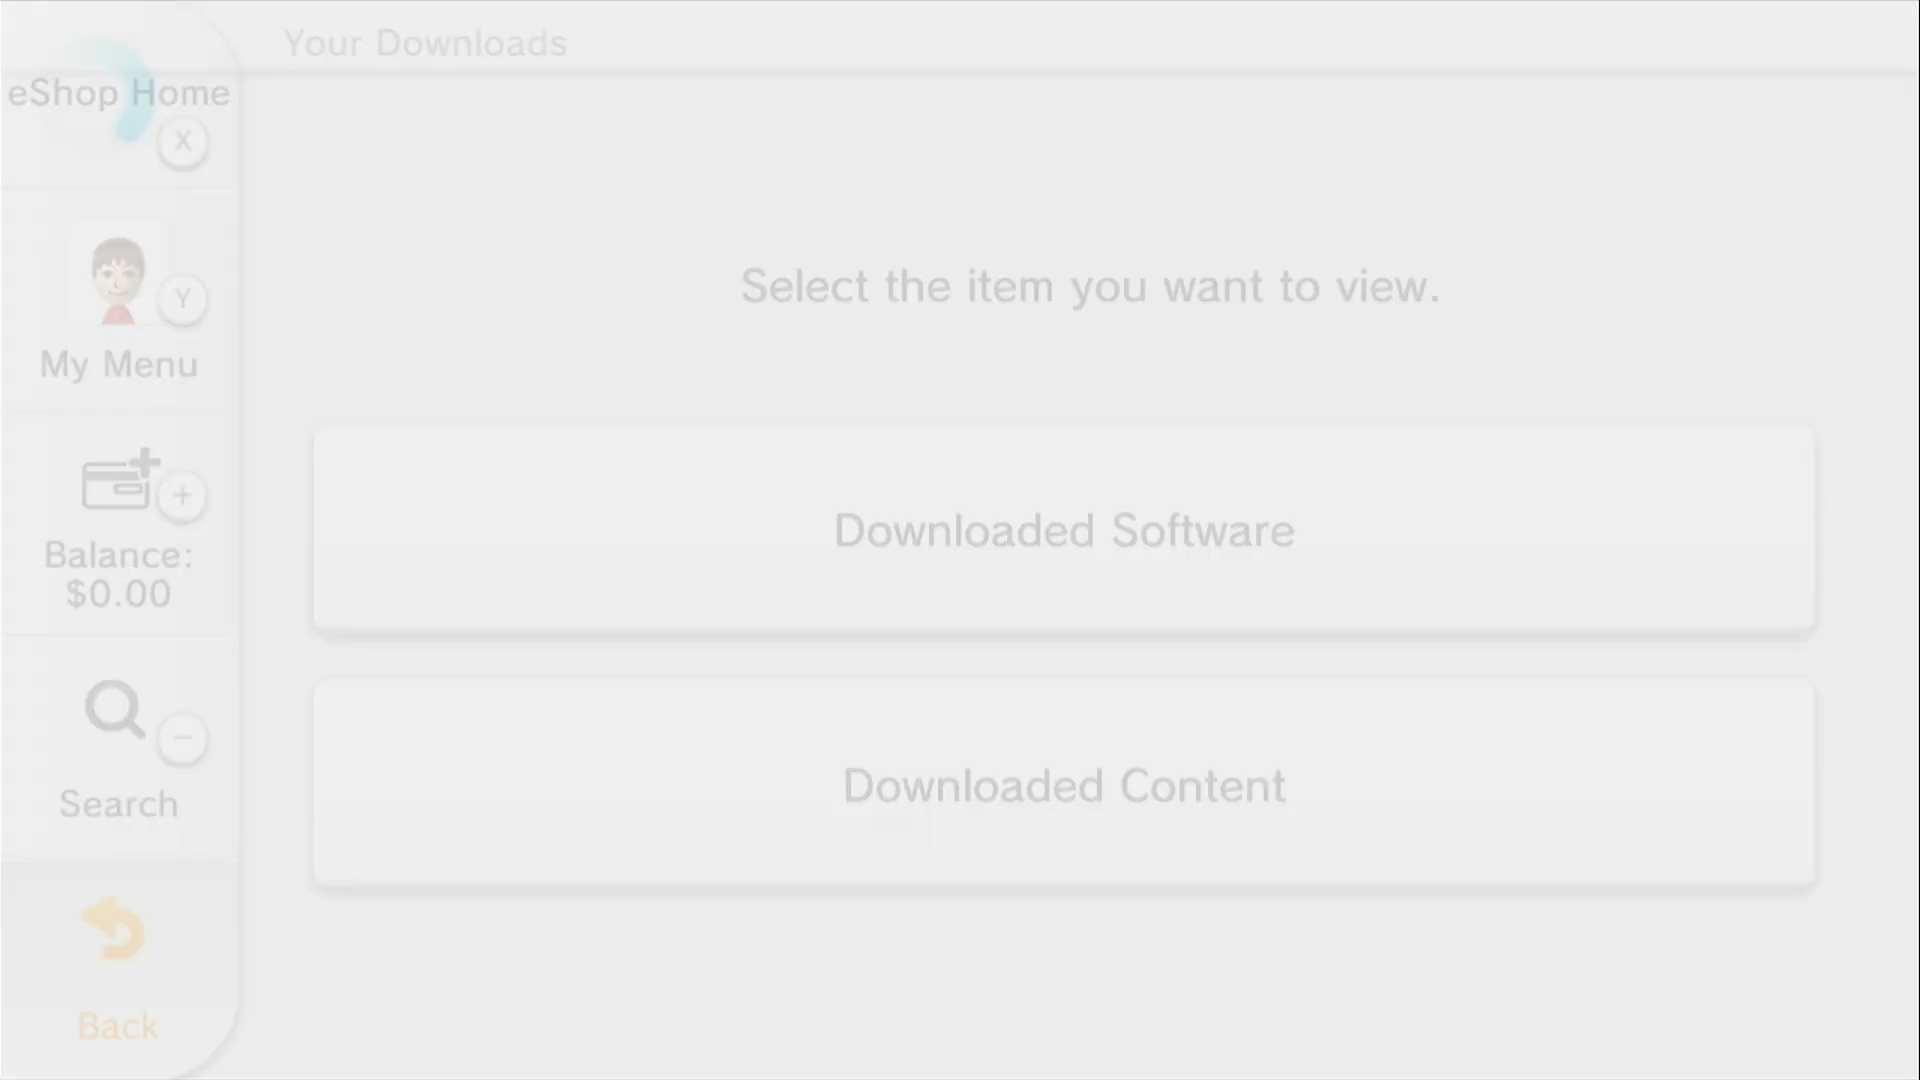 Your Downloads
eShop Home
X
Y
My Menu
Select the item you want to view.
+
Balance:
$0.00
Downloaded Software
−
Search
Downloaded Content
Back